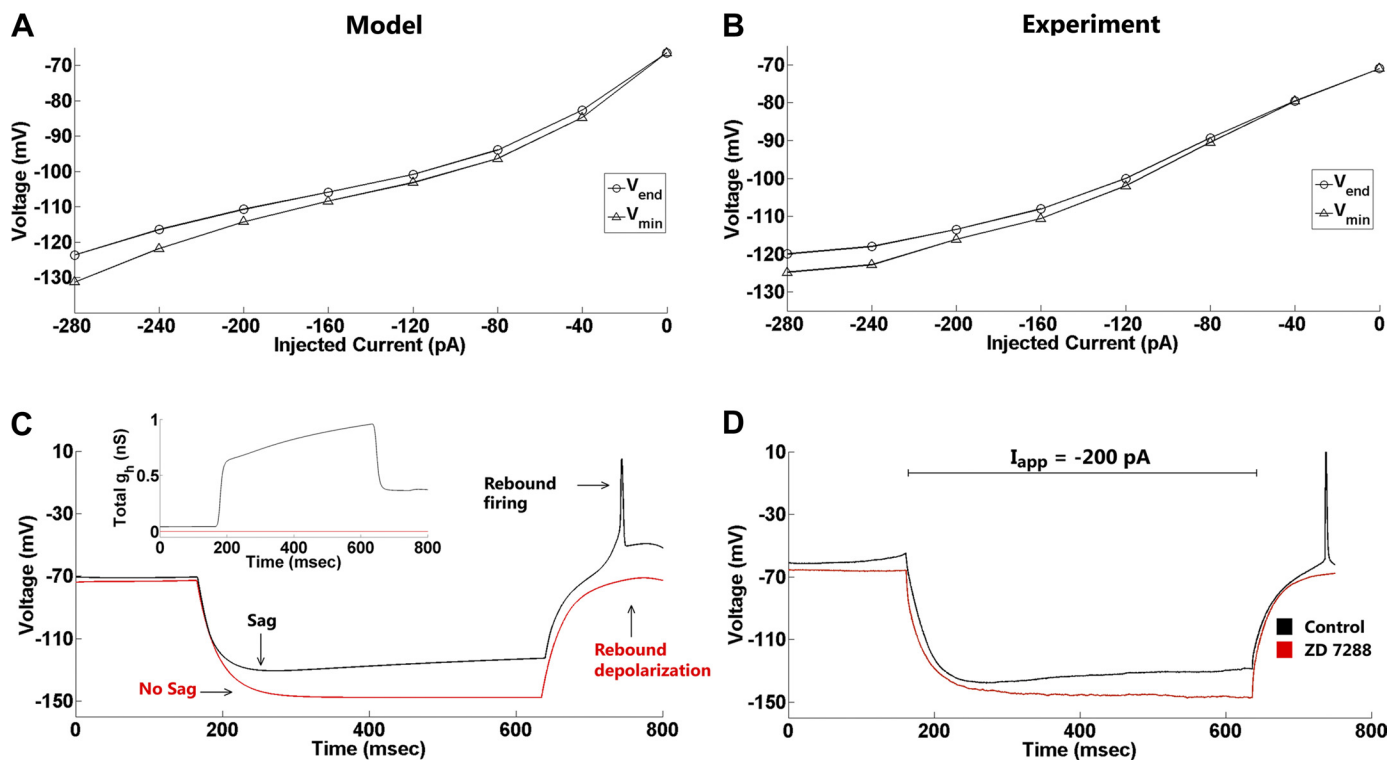 A
Model
-70
-80
-90
-100
-110
-120
-130
Voltage (mV)
-280
-240
-200
-160
-120
-80
-40
0
Injected Current (pA)
V_end
V_min
B
Experiment
-70
-80
-90
-100
-110
-120
-130
Voltage (mV)
-280
-240
-200
-160
-120
-80
-40
0
Injected Current (pA)
V_end
V_min
C
10
-30
-70
-110
-150
Voltage (mV)
0
200
400
600
800
Time (msec)
1
0.5
0
Total g_h (nS)
0
200
400
600
800
Time (msec)
Rebound
firing
Sag
No Sag
Rebound
depolarization
D
10
-30
-70
-110
-150
Voltage (mV)
0
200
400
600
800
Time (msec)
I_app = -200 pA
Control
ZD 7288